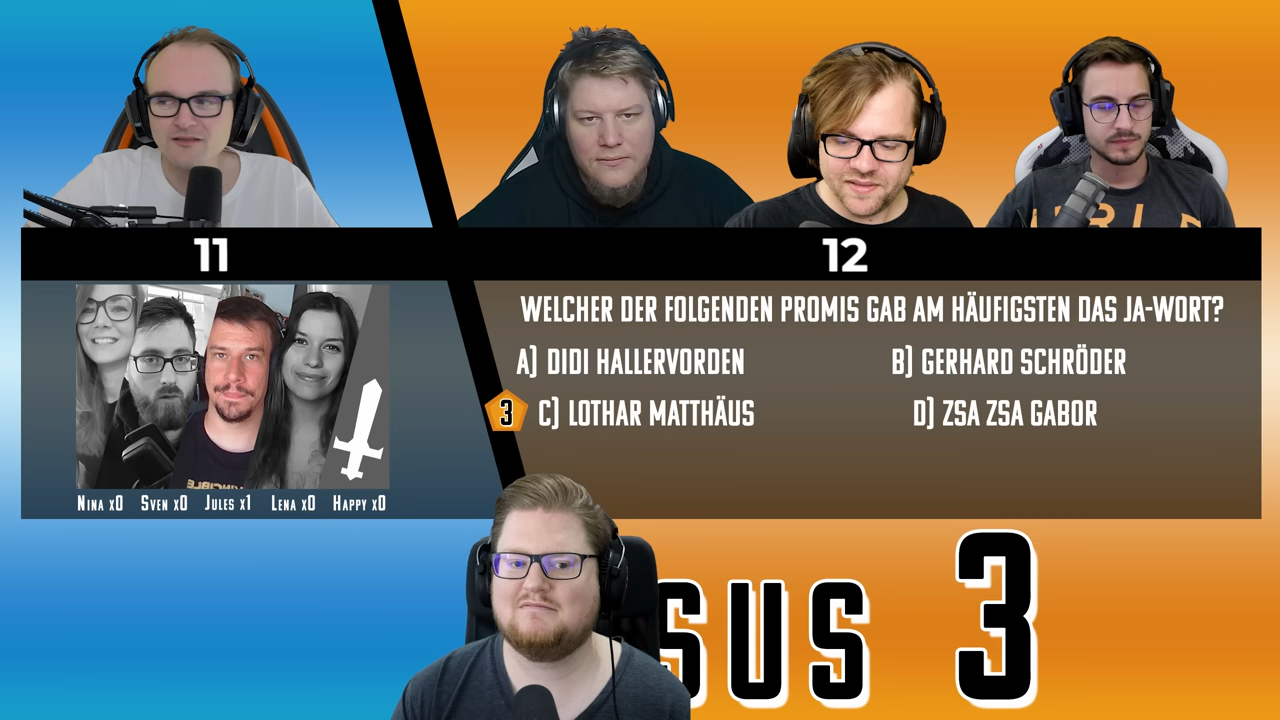 11
12
WELCHER DER FOLGENDEN PROMIS GAB AM HÄUFIGSTEN DAS JA-WORT?
A) DIDI HALLERVORDEN
B) GERHARD SCHRÖDER
3
C) LOTHAR MATTHÄUS
D) ZSA ZSA GABOR
NINA X0 SVEN X0 JULES X1 LENA X0 HAPPY X0
SUS 3